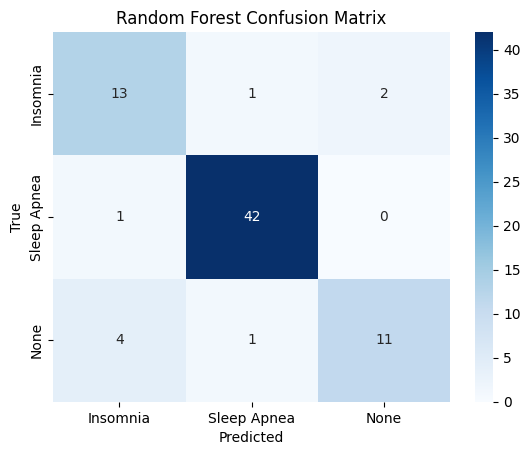 Random Forest Confusion Matrix
True
Insomnia
13
1
2
Sleep Apnea
1
42
0
None
4
1
11
Insomnia
Sleep Apnea
None
Predicted
40
35
30
25
20
15
10
5
0